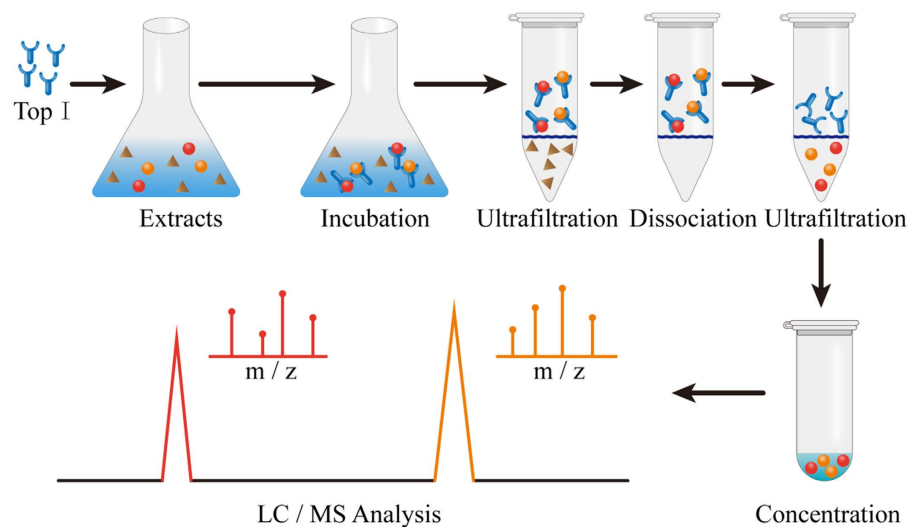 Top Ⅰ
Extracts
Incubation
Ultrafiltration
Dissociation
Ultrafiltration
m / z
m / z
LC / MS Analysis
Concentration